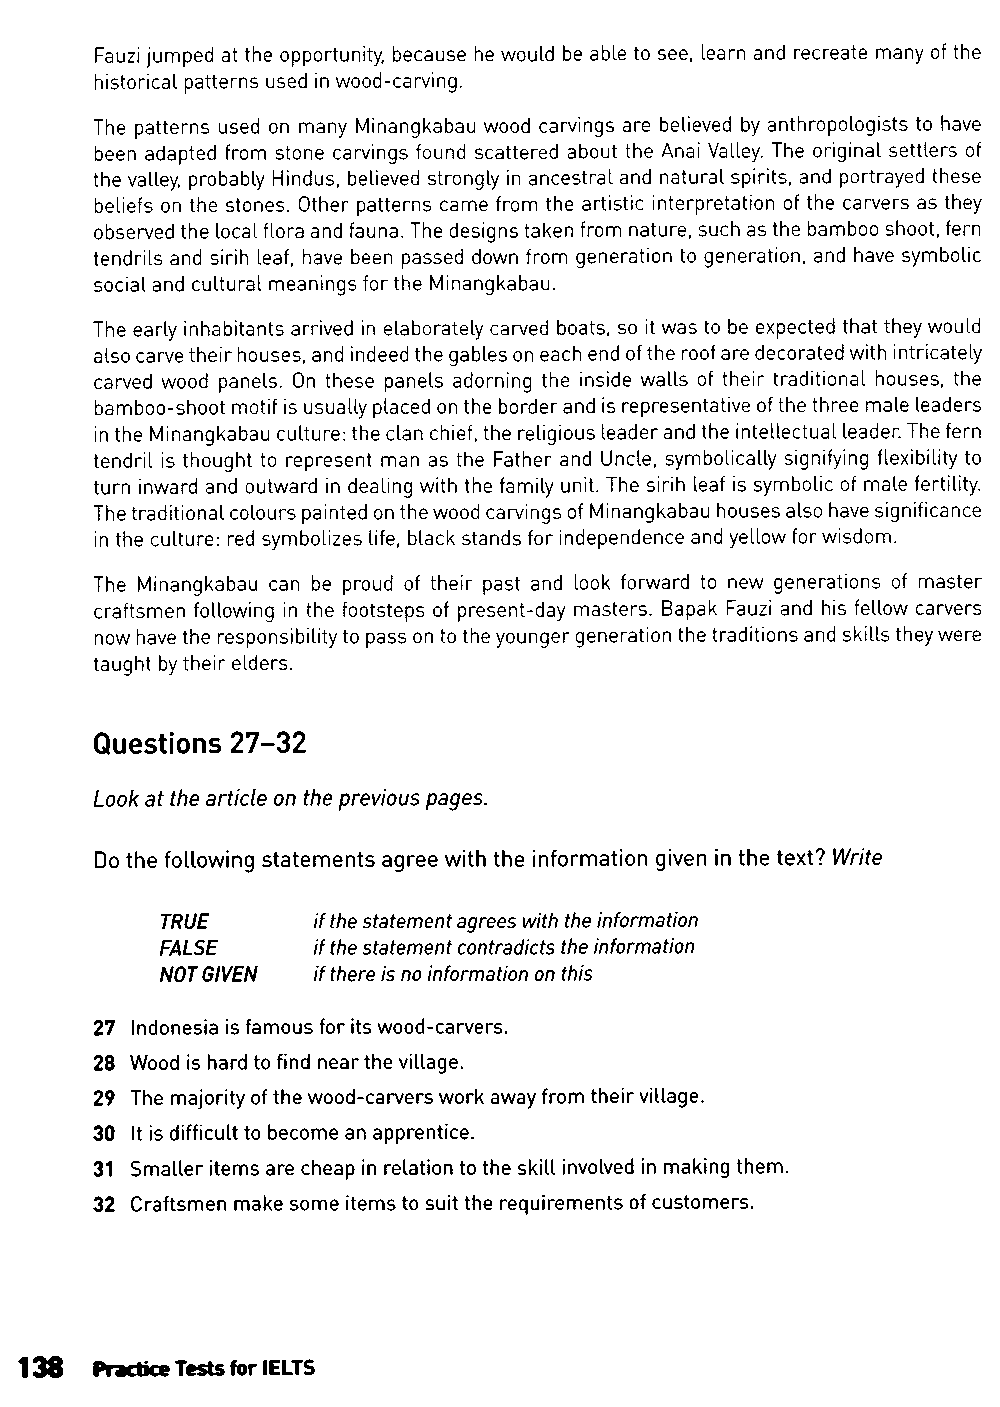 Fauzi jumped at the opportunity, because he would be able to see, learn and recreate many of the
historical patterns used in wood-carving.
The patterns used on many Minangkabau wood carvings are believed by anthropologists to have
been adapted from stone carvings found scattered about the Anai Valley. The original settlers of
the valley, probably Hindus, believed strongly in ancestral and natural spirits, and portrayed these
beliefs on the stones. Other patterns came from the artistic interpretation of the carvers as they
observed the local flora and fauna. The designs taken from nature, such as the bamboo shoot, fern
tendrils and sirih leaf, have been passed down from generation to generation, and have symbolic
social and cultural meanings for the Minangkabau.
The early inhabitants arrived in elaborately carved boats, so it was to be expected that they would
also carve their houses, and indeed the gables on each end of the roof are decorated with intricately
carved wood panels. On these panels adorning the inside walls of their traditional houses, the
bamboo-shoot motif is usually placed on the border and is representative of the three male leaders
in the Minangkabau culture: the clan chief, the religious leader and the intellectual leader. The fern
tendril is thought to represent man as the Father and Uncle, symbolically signifying flexibility to
turn inward and outward in dealing with the family unit. The sirih leaf is symbolic of male fertility.
The traditional colours painted on the wood carvings of Minangkabau houses also have significance
in the culture: red symbolizes life, black stands for independence and yellow for wisdom.
The Minangkabau can be proud of their past and look forward to new generations of master
craftsmen following in the footsteps of present-day masters. Bapak Fauzi and his fellow carvers
now have the responsibility to pass on to the younger generation the traditions and skills they were
taught by their elders.
Questions 27–32
Look at the article on the previous pages.
Do the following statements agree with the information given in the text? Write
TRUE if the statement agrees with the information
FALSE if the statement contradicts the information
NOT GIVEN if there is no information on this
27 Indonesia is famous for its wood-carvers.
28 Wood is hard to find near the village.
29 The majority of the wood-carvers work away from their village.
30 It is difficult to become an apprentice.
31 Smaller items are cheap in relation to the skill involved in making them.
32 Craftsmen make some items to suit the requirements of customers.
138 Practice Tests for IELTS